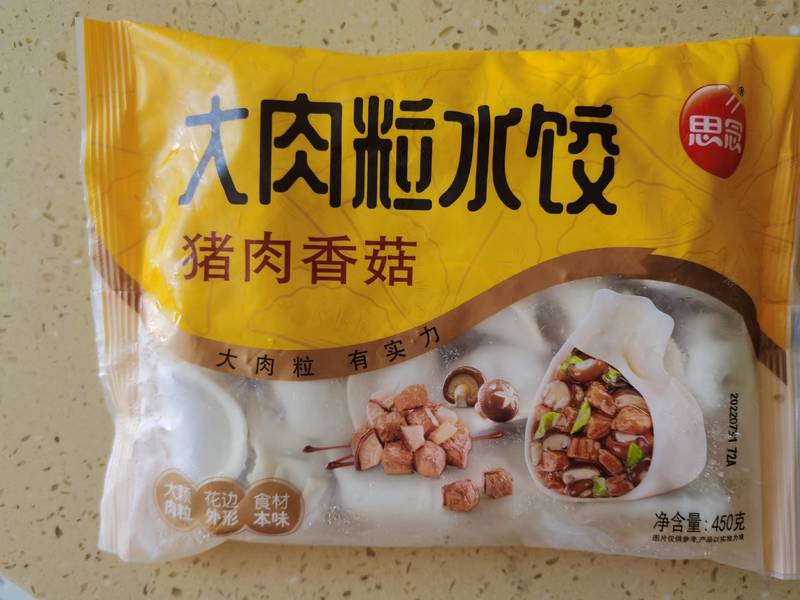 大肉粒水饺
思念
®
猪肉香菇
大肉粒 有实力
大颗
肉粒
花边
外形
食材
本味
净含量:450克
图片仅供参考,产品以实物为准